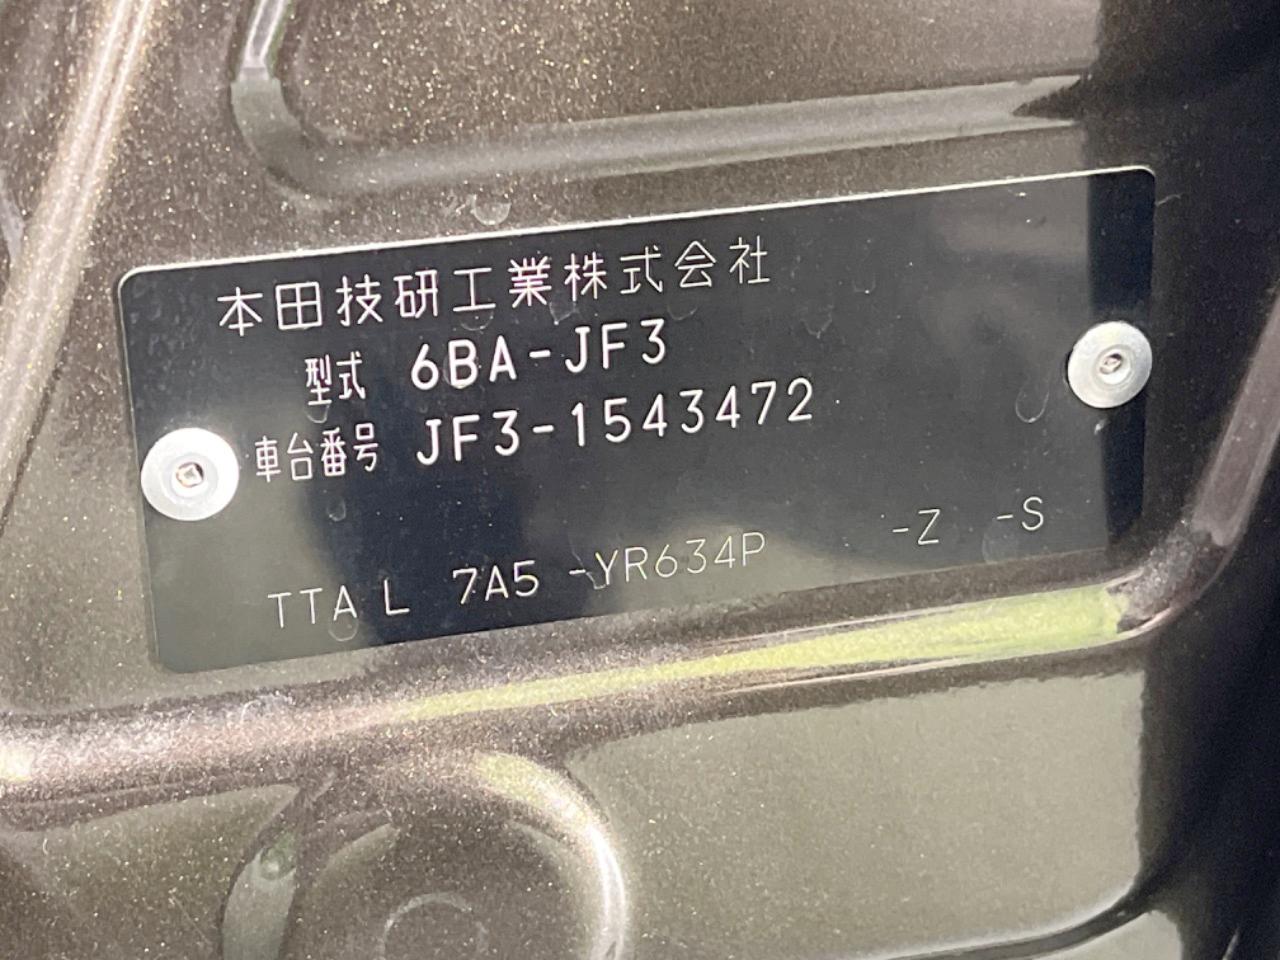 本田技研工業株式会社
型式 6BA-JF3
車台番号 JF3-1543472
TTA L 7A5 -YR634P -Z -S